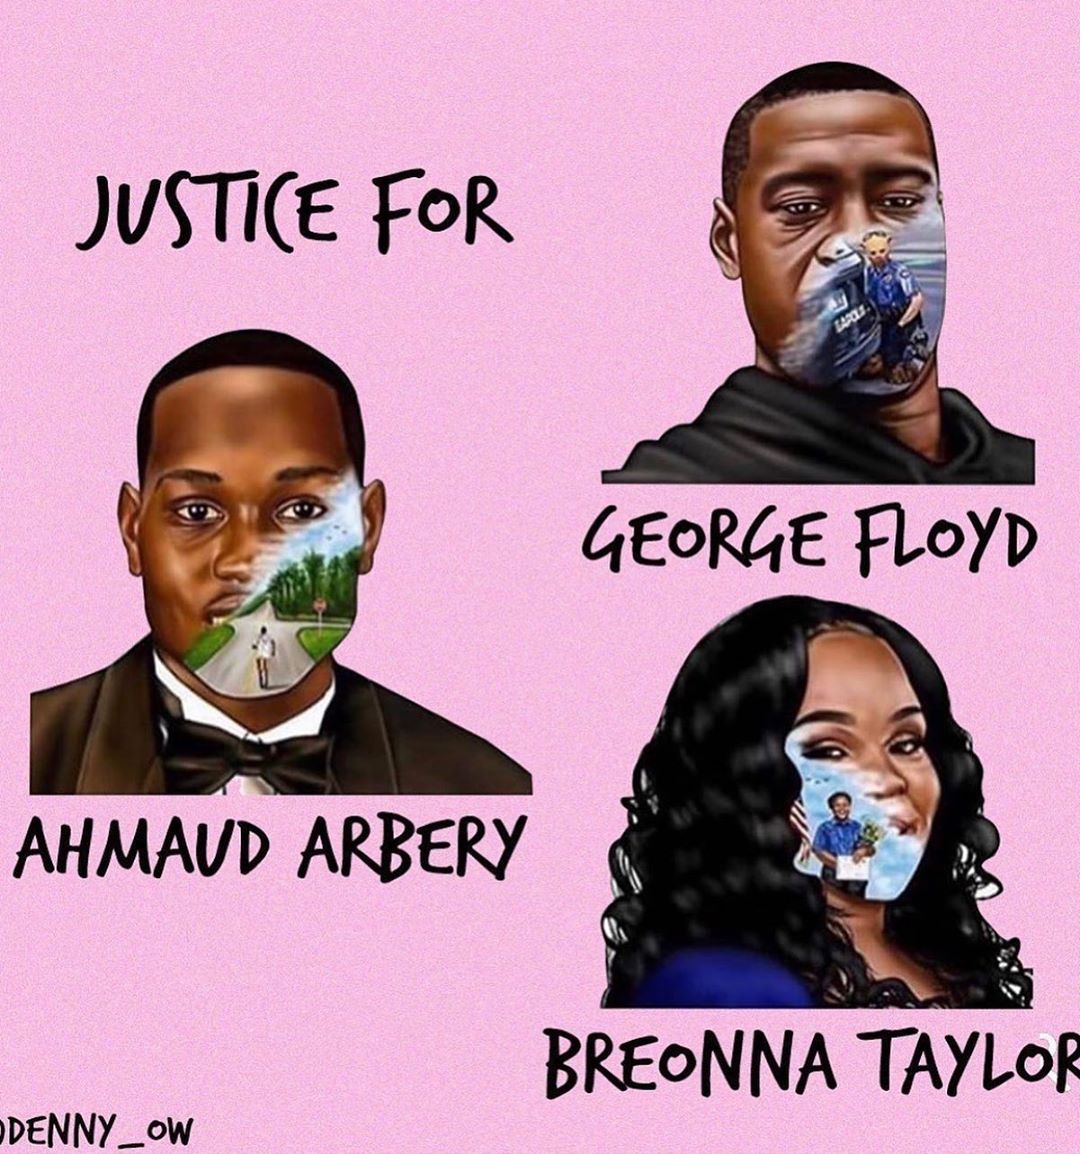 JUSTICE FOR
GEORGE FLOYD
AHMAUD ARBERY
BREONNA TAYLOR
@DENNY_OW